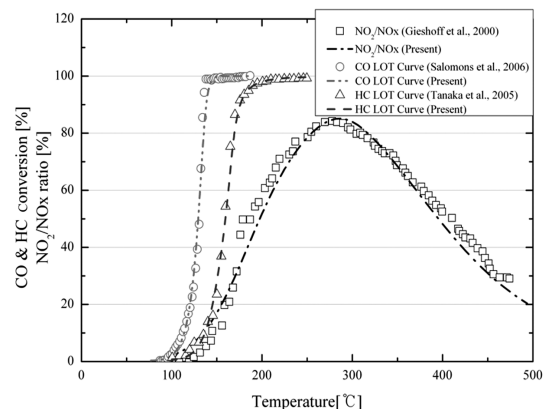 NO₂/NOx (Gieshoff et al., 2000)
NO₂/NOx (Present)
CO LOT Curve (Salomons et al., 2006)
CO LOT Curve (Present)
HC LOT Curve (Tanaka et al., 2005)
HC LOT Curve (Present)
CO & HC conversion [%]
NO₂/NOx ratio [%]
120
100
80
60
40
20
0
0
100
200
300
400
500
Temperature[℃]